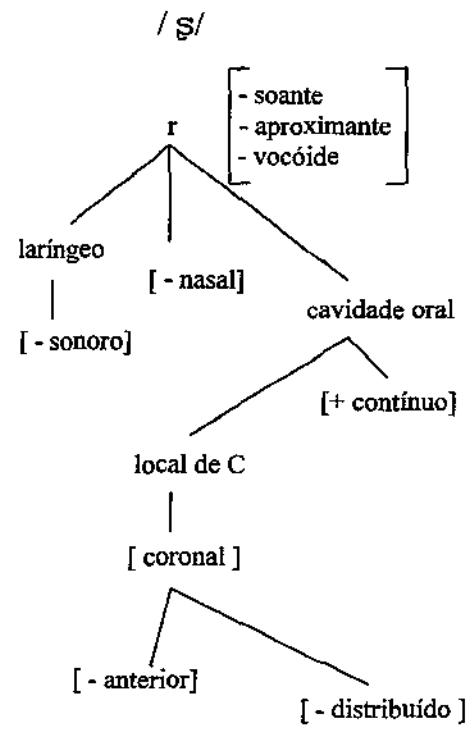 / ʂ/
r
- soante
- aproximante
- vocóide
laríngeo
[ - nasal]
cavidade oral
[ - sonoro]
[+ contínuo]
local de C
[ coronal ]
[ - anterior]
[ - distribuído ]